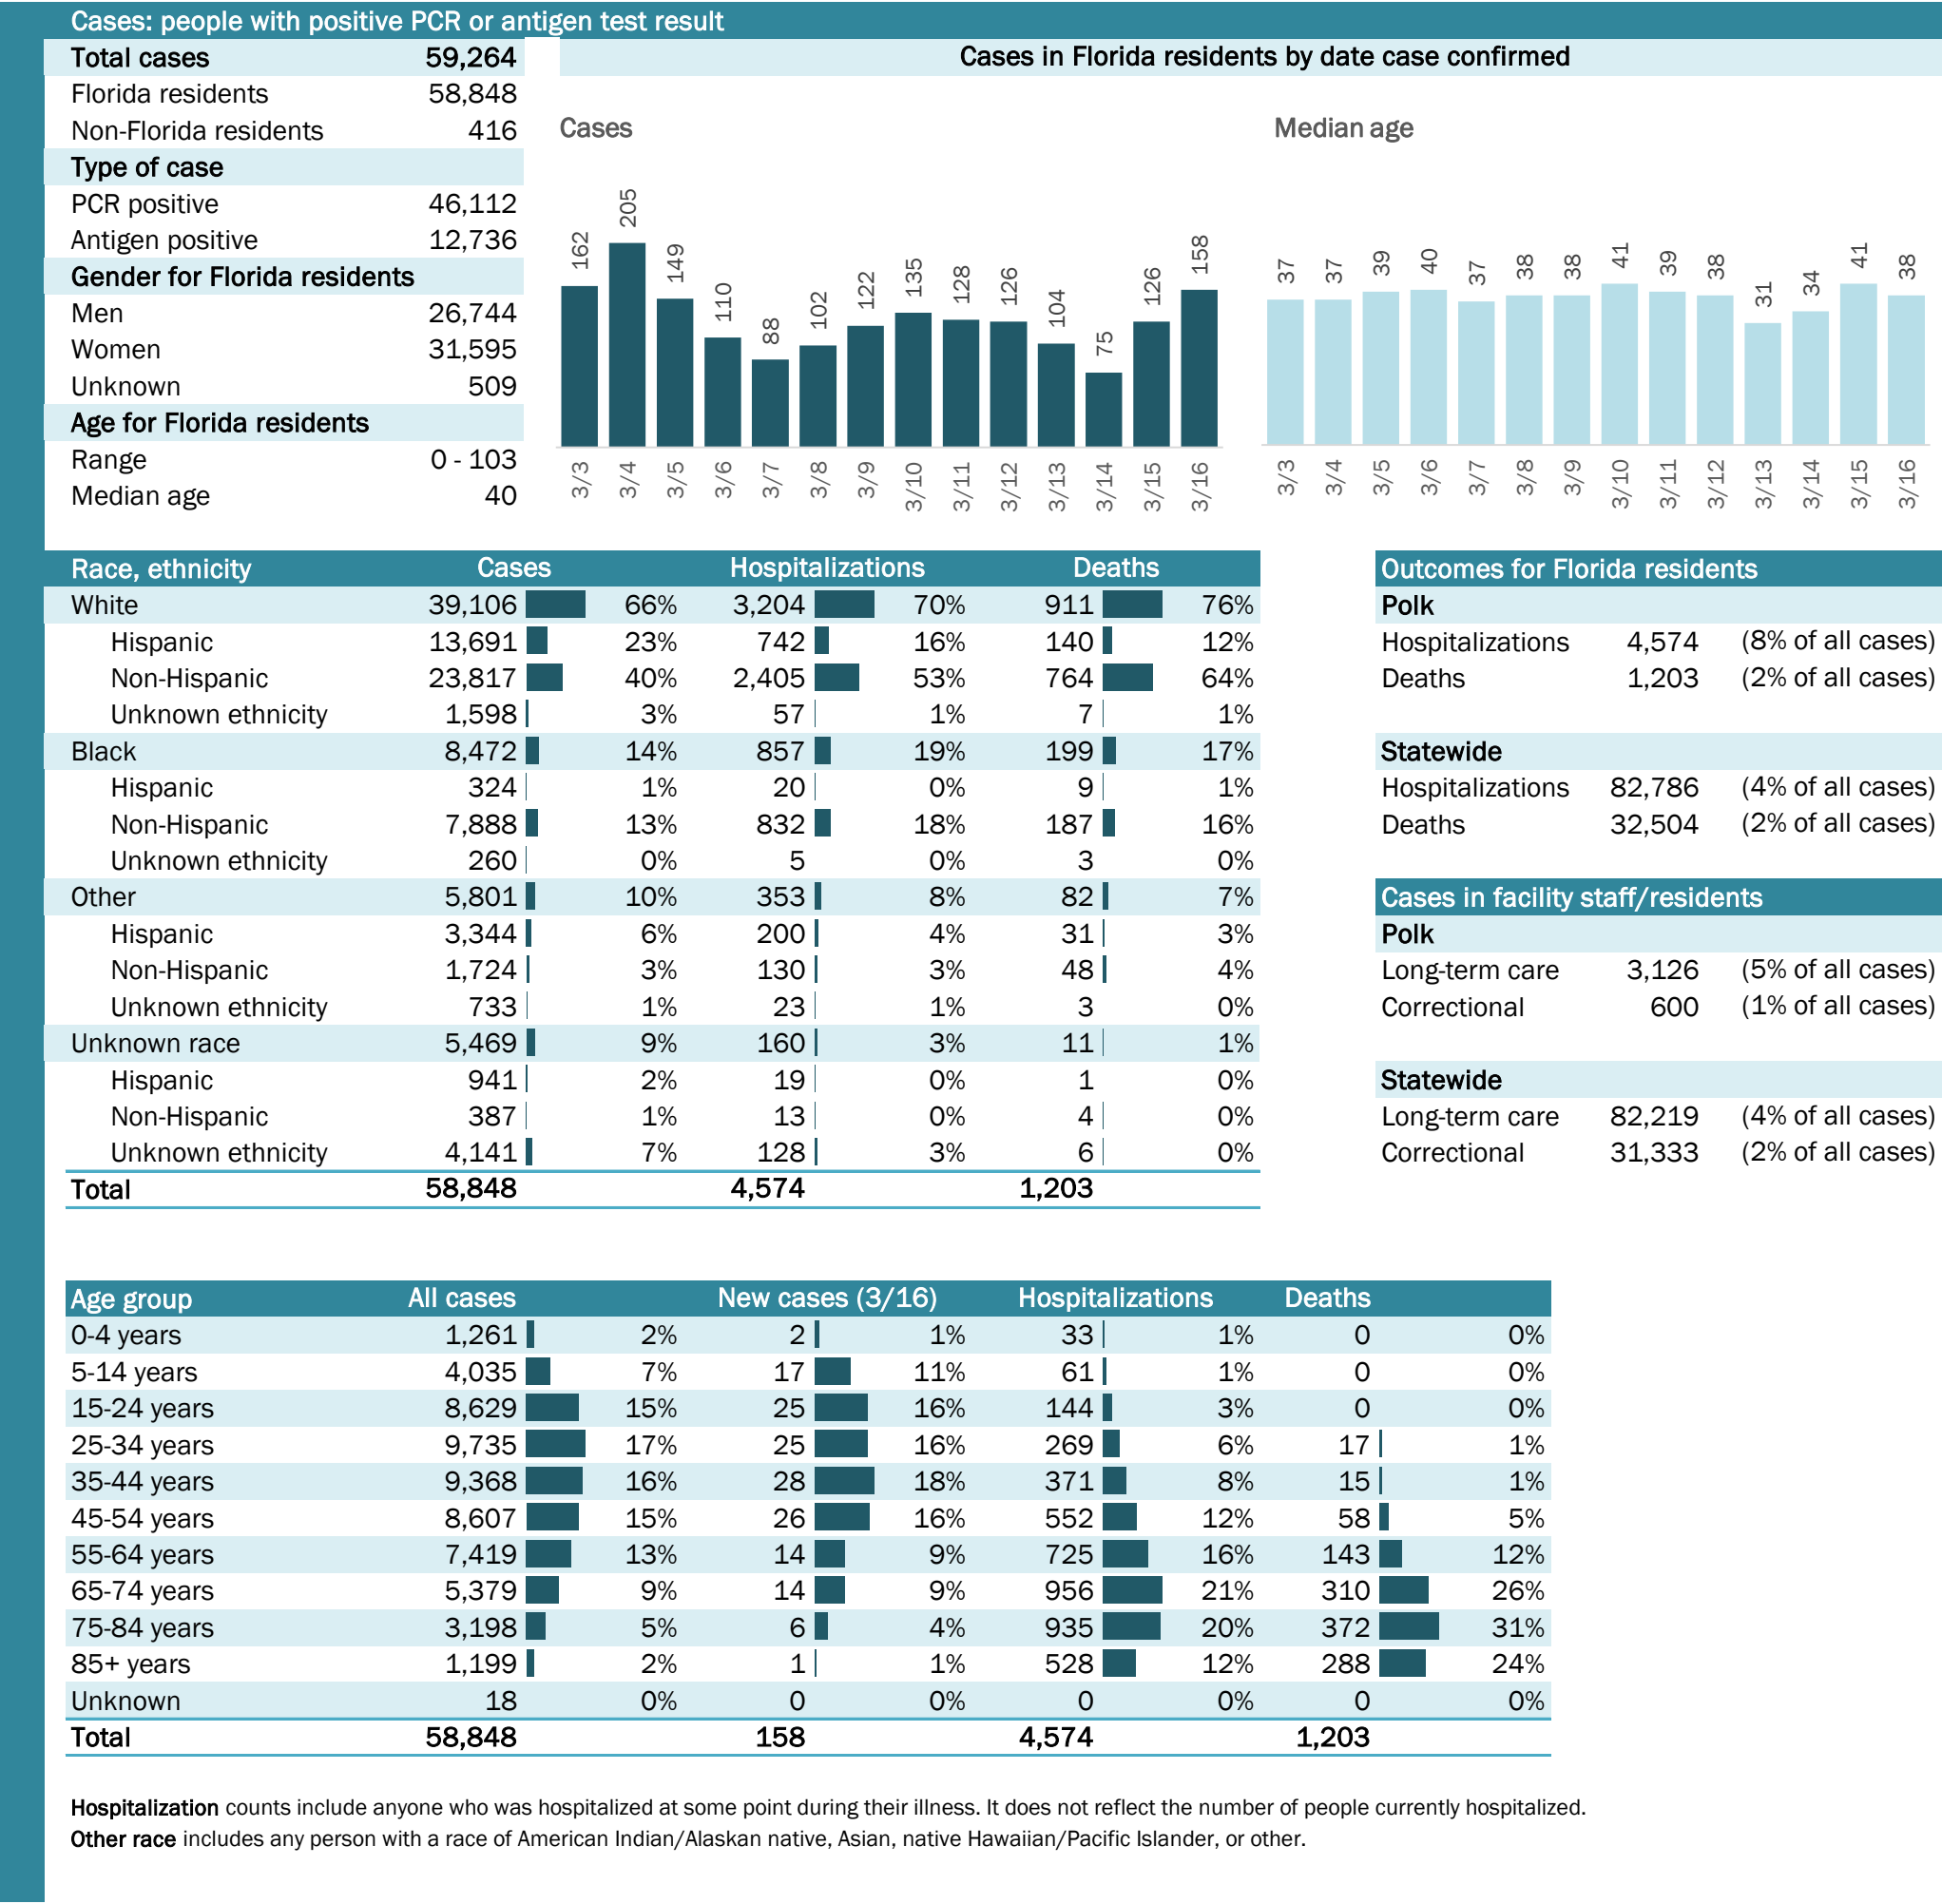 Cases: people with positive PCR or antigen test result
Total cases 59,264
Florida residents 58,848
Non-Florida residents 416
Type of case
PCR positive 46,112
Antigen positive 12,736
Gender for Florida residents
Men 26,744
Women 31,595
Unknown 509
Age for Florida residents
Range 0 - 103
Median age 40
Cases in Florida residents by date case confirmed
Cases
162 205 149 110 88 102 122 135 128 126 104 75 126 158
3/3 3/4 3/5 3/6 3/7 3/8 3/9 3/10 3/11 3/12 3/13 3/14 3/15 3/16
Median age
37 37 39 40 37 38 38 41 39 38 31 34 41 38
3/3 3/4 3/5 3/6 3/7 3/8 3/9 3/10 3/11 3/12 3/13 3/14 3/15 3/16
Race, ethnicity Cases Hospitalizations Deaths
White 39,106 66% 3,204 70% 911 76%
Hispanic 13,691 23% 742 16% 140 12%
Non-Hispanic 23,817 40% 2,405 53% 764 64%
Unknown ethnicity 1,598 3% 57 1% 7 1%
Black 8,472 14% 857 19% 199 17%
Hispanic 324 1% 20 0% 9 1%
Non-Hispanic 7,888 13% 832 18% 187 16%
Unknown ethnicity 260 0% 5 0% 3 0%
Other 5,801 10% 353 8% 82 7%
Hispanic 3,344 6% 200 4% 31 3%
Non-Hispanic 1,724 3% 130 3% 48 4%
Unknown ethnicity 733 1% 23 1% 3 0%
Unknown race 5,469 9% 160 3% 11 1%
Hispanic 941 2% 19 0% 1 0%
Non-Hispanic 387 1% 13 0% 4 0%
Unknown ethnicity 4,141 7% 128 3% 6 0%
Total 58,848 4,574 1,203
Outcomes for Florida residents
Polk
Hospitalizations 4,574 (8% of all cases)
Deaths 1,203 (2% of all cases)
Statewide
Hospitalizations 82,786 (4% of all cases)
Deaths 32,504 (2% of all cases)
Cases in facility staff/residents
Polk
Long-term care 3,126 (5% of all cases)
Correctional 600 (1% of all cases)
Statewide
Long-term care 82,219 (4% of all cases)
Correctional 31,333 (2% of all cases)
Age group All cases New cases (3/16) Hospitalizations Deaths
0-4 years 1,261 2% 2 1% 33 1% 0 0%
5-14 years 4,035 7% 17 11% 61 1% 0 0%
15-24 years 8,629 15% 25 16% 144 3% 0 0%
25-34 years 9,735 17% 25 16% 269 6% 17 1%
35-44 years 9,368 16% 28 18% 371 8% 15 1%
45-54 years 8,607 15% 26 16% 552 12% 58 5%
55-64 years 7,419 13% 14 9% 725 16% 143 12%
65-74 years 5,379 9% 14 9% 956 21% 310 26%
75-84 years 3,198 5% 6 4% 935 20% 372 31%
85+ years 1,199 2% 1 1% 528 12% 288 24%
Unknown 18 0% 0 0% 0 0% 0 0%
Total 58,848 158 4,574 1,203
Hospitalization counts include anyone who was hospitalized at some point during their illness. It does not reflect the number of people currently hospitalized.
Other race includes any person with a race of American Indian/Alaskan native, Asian, native Hawaiian/Pacific Islander, or other.